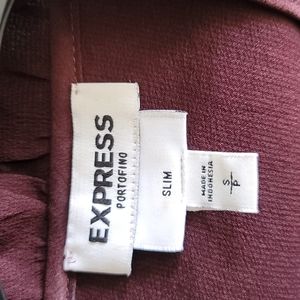 EXPRESS
PORTOFINO
SLIM
MADE IN
INDONESIA
S
P